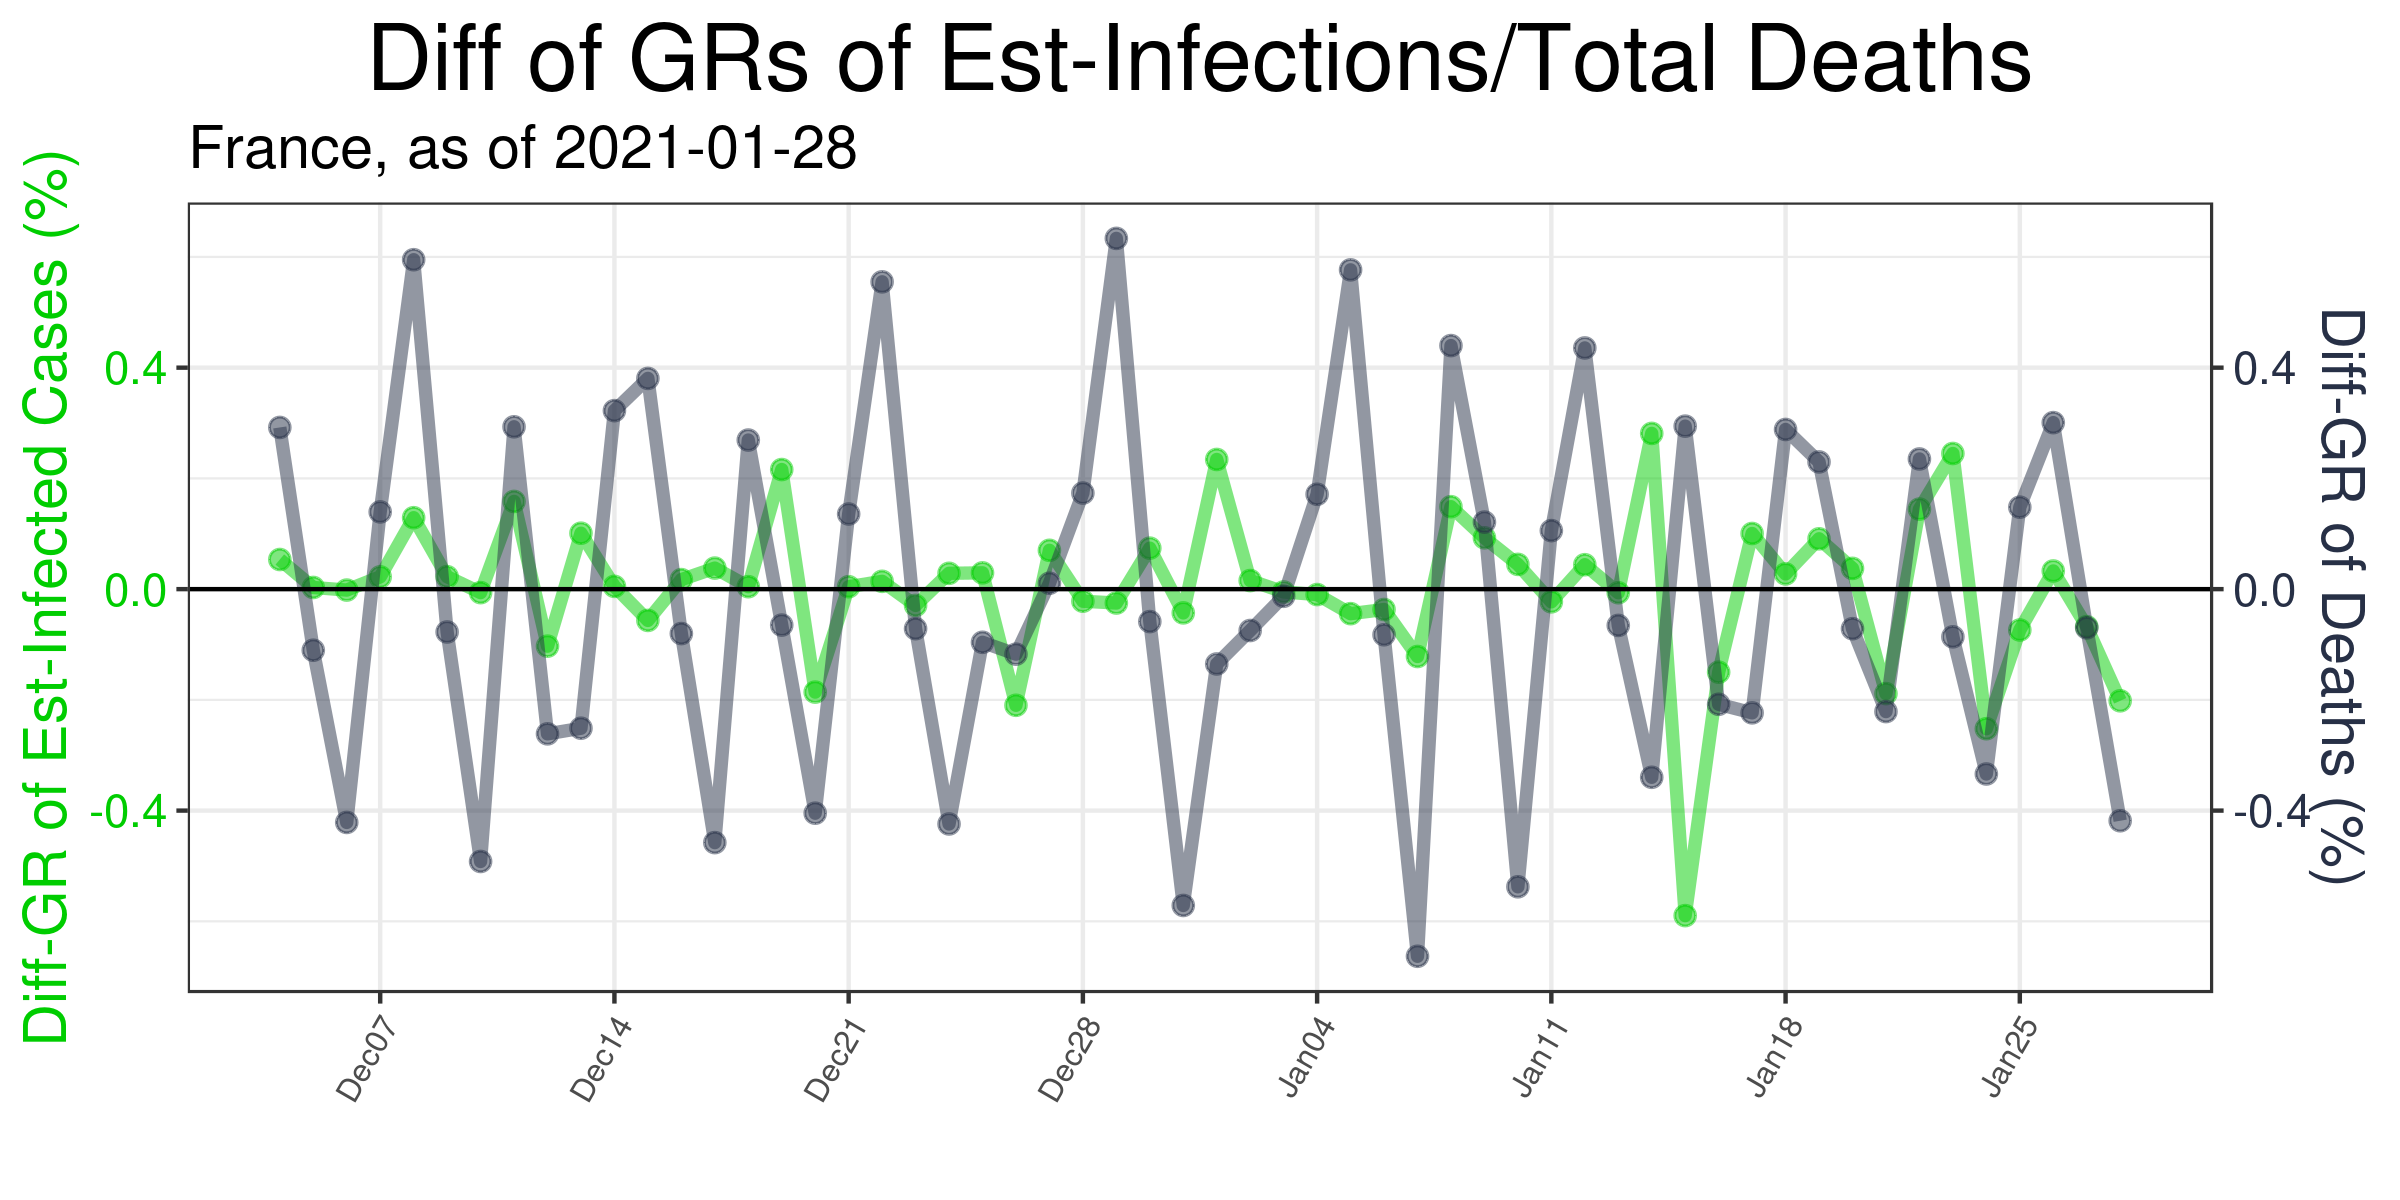 Diff of GRs of Est-Infections/Total Deaths
France, as of 2021-01-28
Diff-GR of Est-Infected Cases (%)
0.4
0.0
-0.4
0.4
0.0
-0.4
Diff-GR of Deaths (%)
Dec07
Dec14
Dec21
Dec28
Jan04
Jan11
Jan18
Jan25